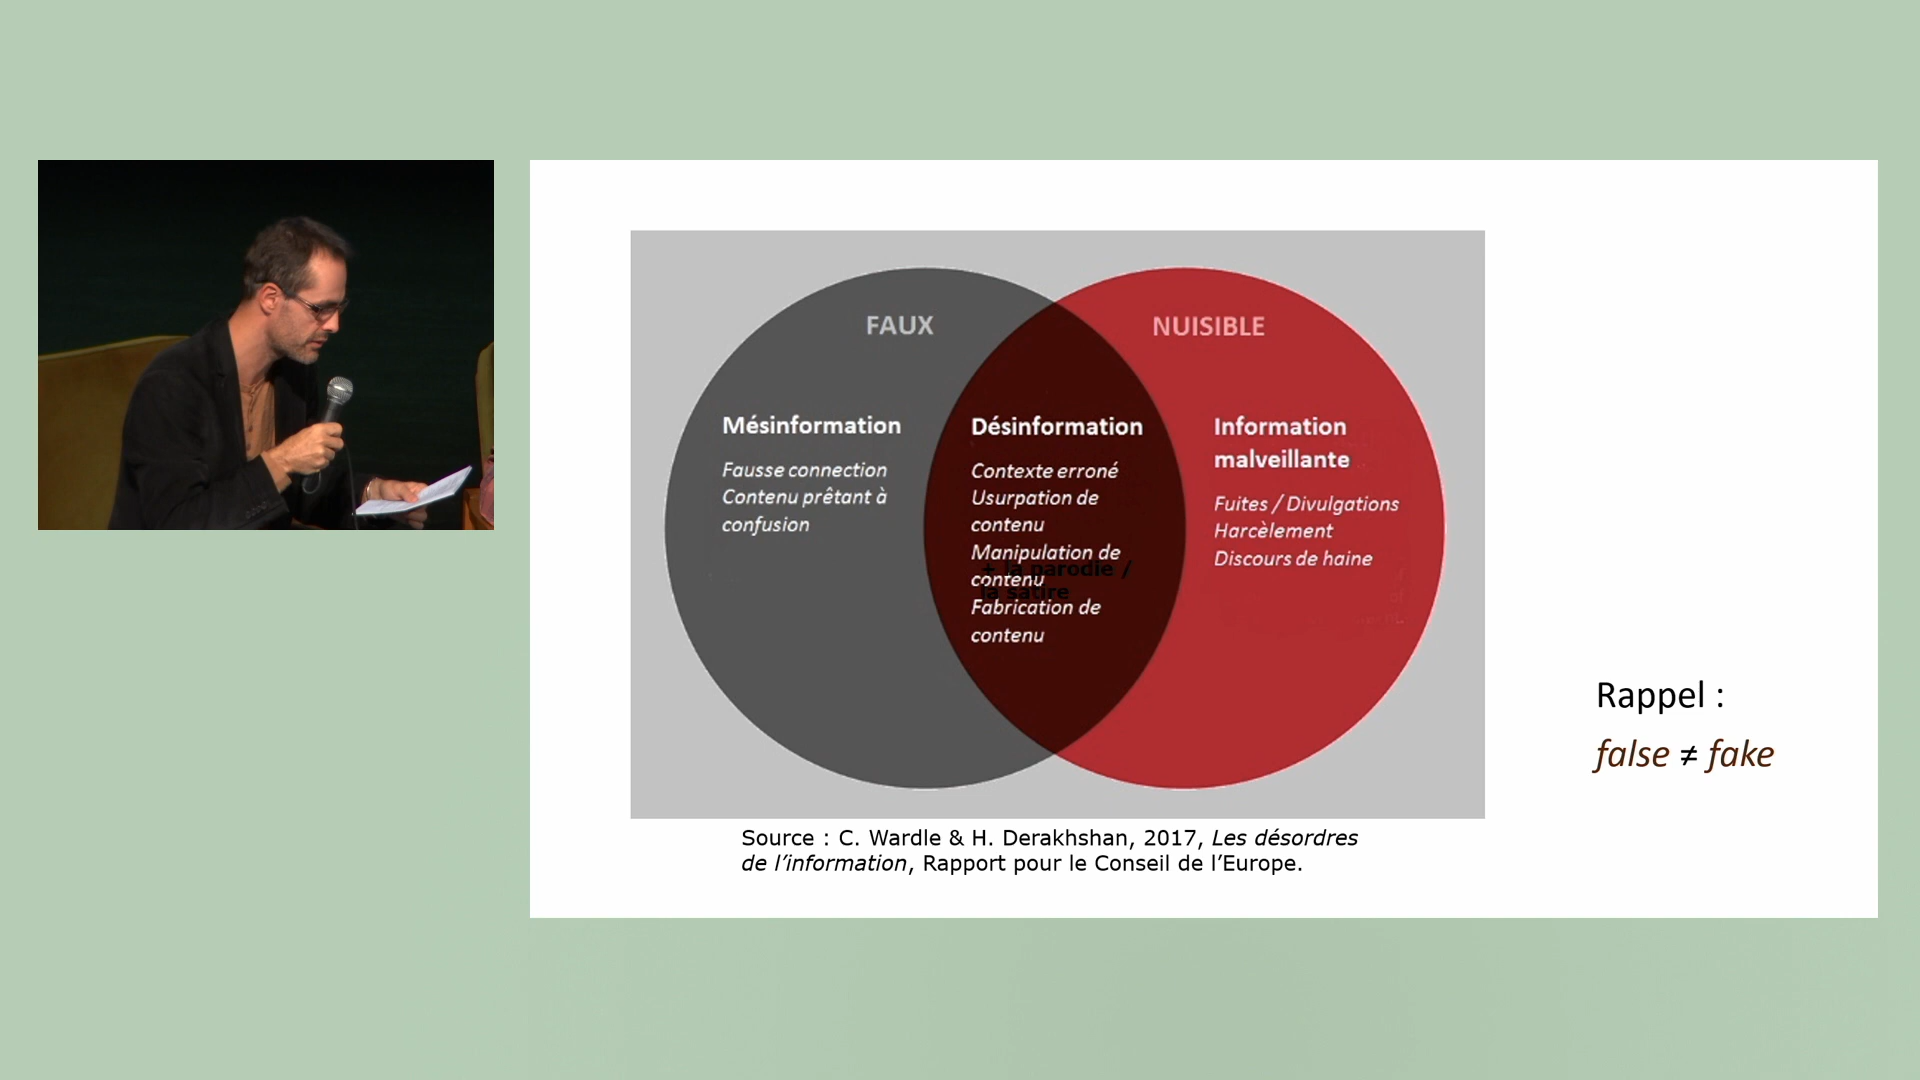 FAUX
NUISIBLE
Mésinformation
Fausse connection
Contenu prêtant à
confusion
Désinformation
Contexte erroné
Usurpation de
contenu
Manipulation de
contenu
Fabrication de
contenu
+ la parodie /
la satire
Information
malveillante
Fuites / Divulgations
Harcèlement
Discours de haine
Rappel :
false ≠ fake
Source : C. Wardle & H. Derakhshan, 2017, Les désordres
de l’information, Rapport pour le Conseil de l’Europe.